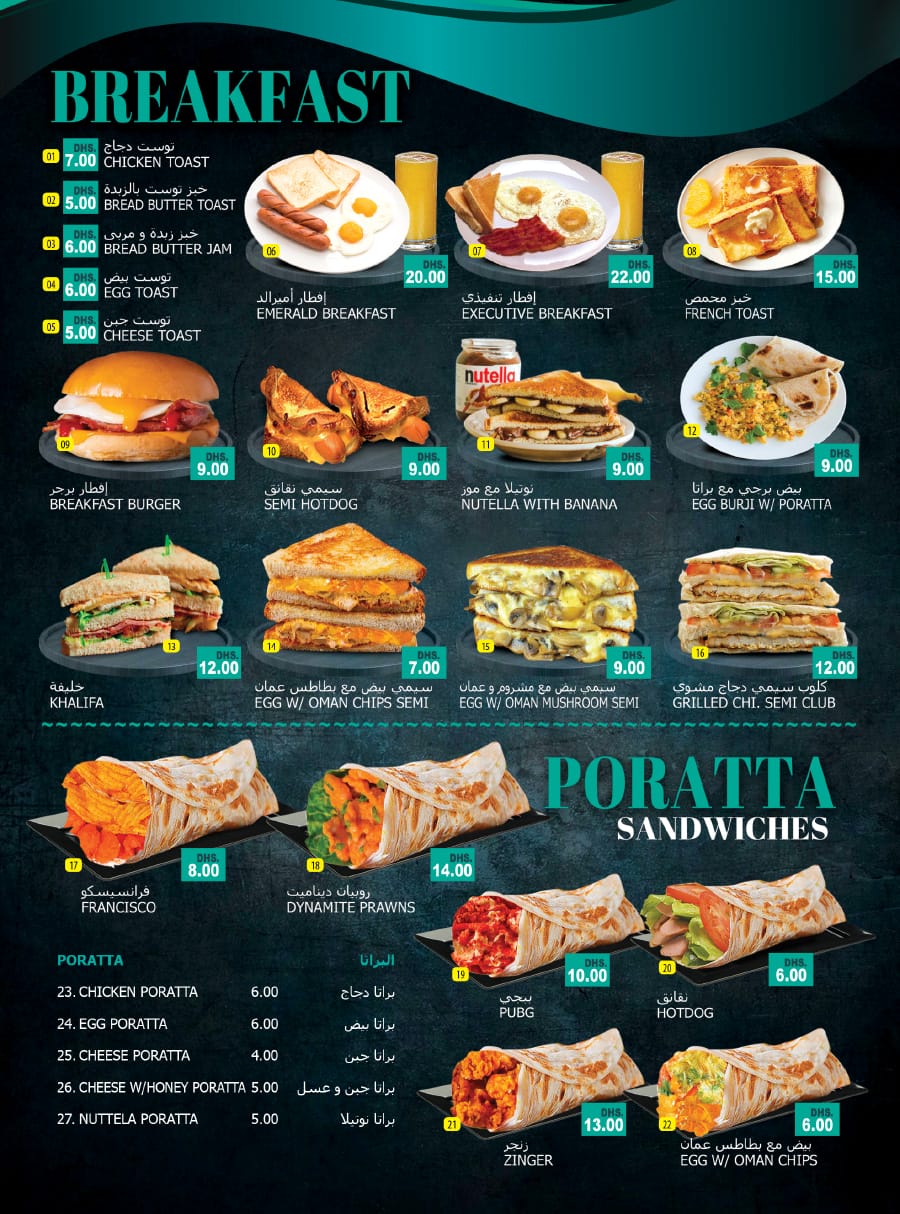 BREAKFAST
01 DHS. 7.00 توست دجاج
CHICKEN TOAST
02 DHS. 5.00 خبز توست بالزبدة
BREAD BUTTER TOAST
03 DHS. 6.00 خبز زبدة و مربى
BREAD BUTTER JAM
04 DHS. 6.00 توست بيض
EGG TOAST
05 DHS. 5.00 توست جبن
CHEESE TOAST
06
DHS.
20.00
إفطار أميرالد
EMERALD BREAKFAST
07
DHS.
22.00
إفطار تنفيذي
EXECUTIVE BREAKFAST
08
DHS.
15.00
خبز محمص
FRENCH TOAST
09
DHS.
9.00
إفطار برجر
BREAKFAST BURGER
10
DHS.
9.00
سيمي نقانق
SEMI HOTDOG
nutella
11
DHS.
9.00
نوتيلا مع موز
NUTELLA WITH BANANA
12
DHS.
9.00
بيض برجي مع براتا
EGG BURJI W/ PORATTA
13
DHS.
12.00
خليفة
KHALIFA
14
DHS.
7.00
سيمي بيض مع بطاطس عمان
EGG W/ OMAN CHIPS SEMI
15
DHS.
9.00
سيمي بيض مع مشروم و عمان
EGG W/ OMAN MUSHROOM SEMI
16
DHS.
12.00
كلوب سيمي دجاج مشوي
GRILLED CHI. SEMI CLUB
PORATTA
SANDWICHES
17
DHS.
8.00
فرانسيسكو
FRANCISCO
18
DHS.
14.00
روبيان ديناميت
DYNAMITE PRAWNS
19
DHS.
10.00
ببجي
PUBG
20
DHS.
6.00
نقانق
HOTDOG
21
DHS.
13.00
زنجر
ZINGER
22
DHS.
6.00
بيض مع بطاطس عمان
EGG W/ OMAN CHIPS
PORATTA البراتا
23. CHICKEN PORATTA 6.00 براتا دجاج
24. EGG PORATTA 6.00 براتا بيض
25. CHEESE PORATTA 4.00 براتا جبن
26. CHEESE W/HONEY PORATTA 5.00 براتا جبن و عسل
27. NUTTELA PORATTA 5.00 براتا نوتيلا